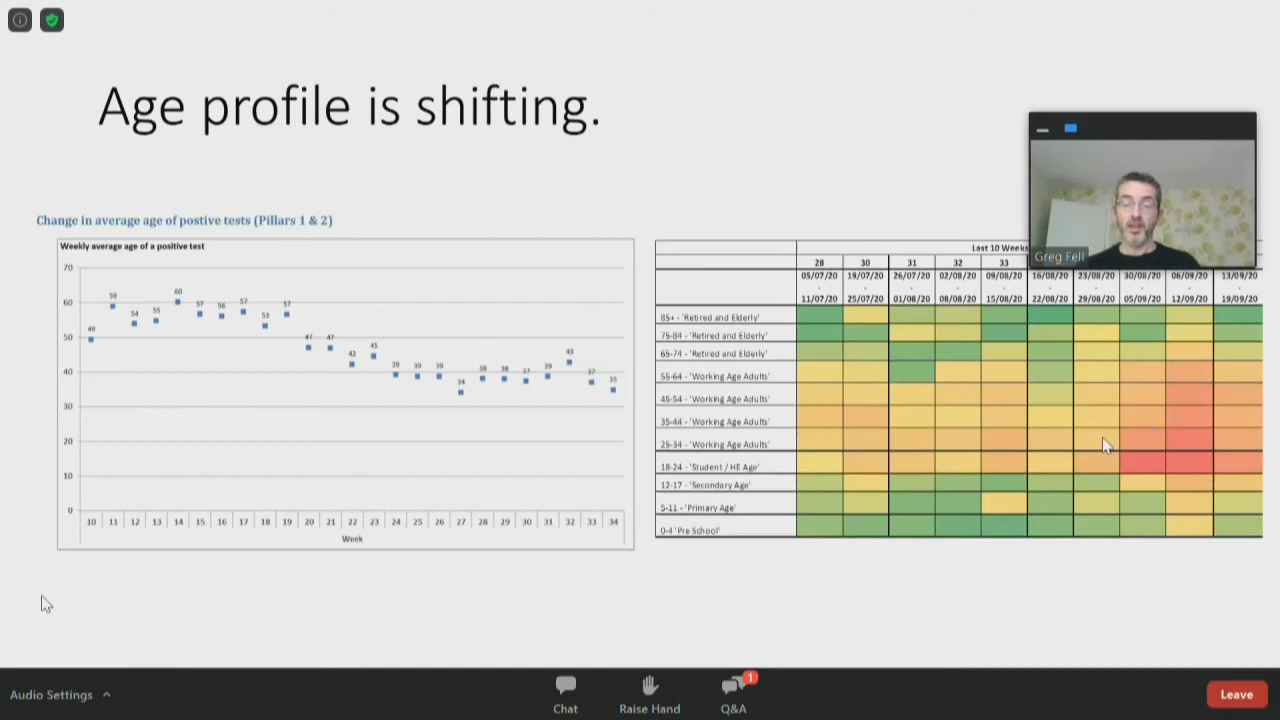 Age profile is shifting.
Greg Fell
Change in average age of postive tests (Pillars 1 & 2)
Weekly average age of a positive test
70
60
50
40
30
20
10
0
49 59 54 55 60 57 56 57 53 57 47 47 42 45 39 39 39 34 38 38 37 39 43 37 35
10 11 12 13 14 15 16 17 18 19 20 21 22 23 24 25 26 27 28 29 30 31 32 33 34
Week
Last 10 Weeks
28 30 31 32 33
05/07/20 19/07/20 26/07/20 02/08/20 09/08/20 16/08/20 23/08/20 30/08/20 06/09/20 13/09/20
- - - - - - - - - -
11/07/20 25/07/20 01/08/20 08/08/20 15/08/20 22/08/20 29/08/20 05/09/20 12/09/20 19/09/20
85+ - 'Retired and Elderly'
75-84 - 'Retired and Elderly'
65-74 - 'Retired and Elderly'
55-64 - 'Working Age Adults'
45-54 - 'Working Age Adults'
35-44 - 'Working Age Adults'
25-34 - 'Working Age Adults'
18-24 - 'Student / HE Age'
12-17 - 'Secondary Age'
5-11 - 'Primary Age'
0-4 'Pre School'
Audio Settings
Chat
Raise Hand
1
Q&A
Leave